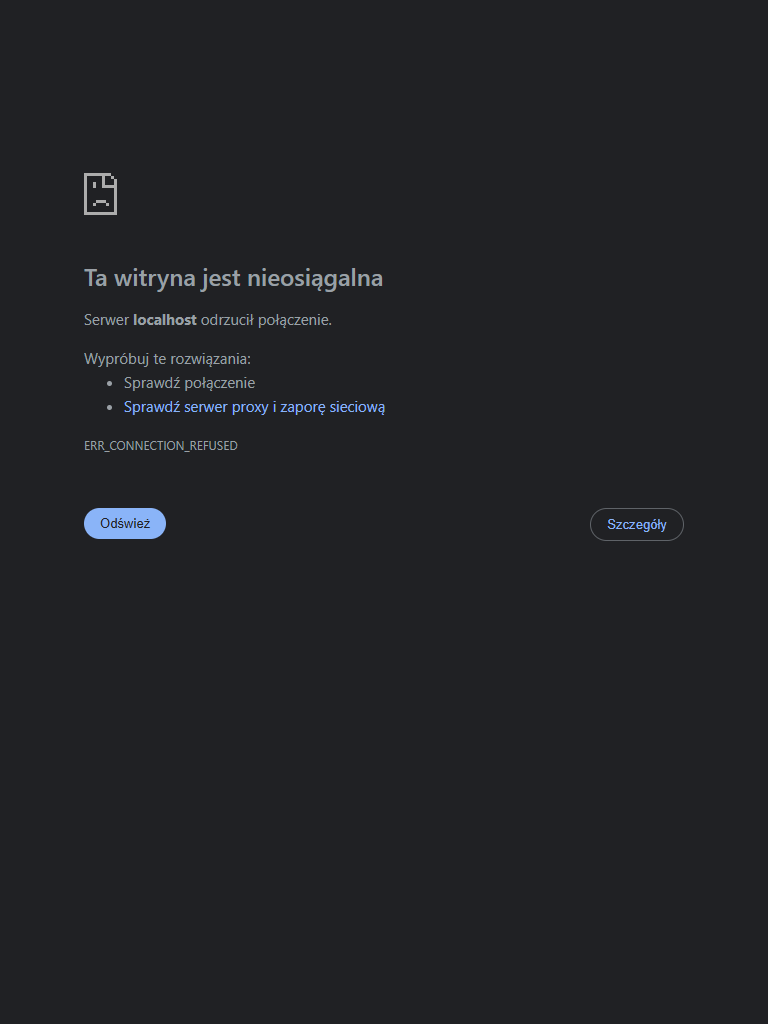 Ta witryna jest nieosiągalna
Serwer localhost odrzucił połączenie.
Wypróbuj te rozwiązania:
Sprawdź połączenie
Sprawdź serwer proxy i zaporę sieciową
ERR_CONNECTION_REFUSED
Odśwież
Szczegóły